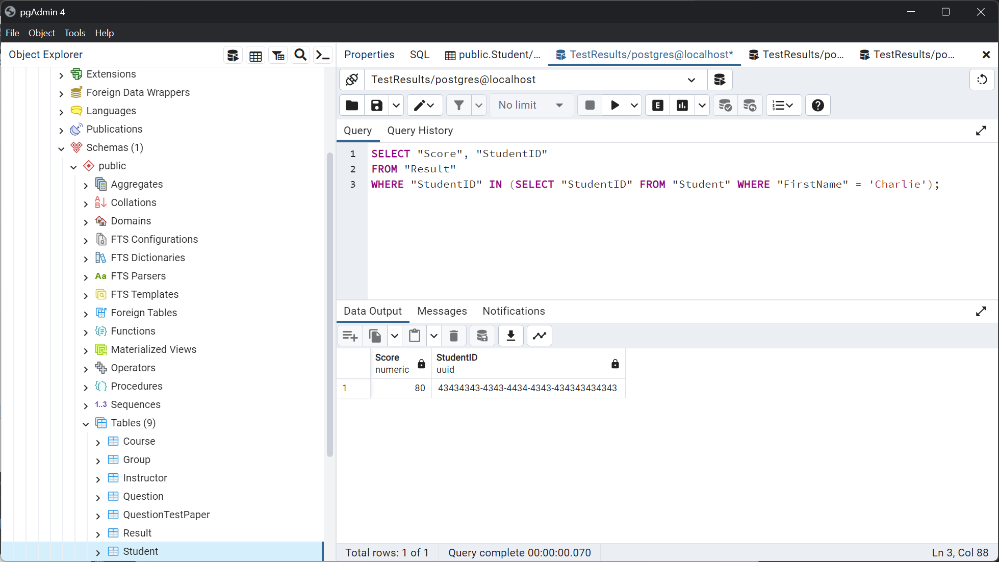 pgAdmin 4
File Object Tools Help
Object Explorer
Extensions
Foreign Data Wrappers
Languages
Publications
Schemas (1)
public
Aggregates
Collations
Domains
FTS Configurations
FTS Dictionaries
Aa FTS Parsers
FTS Templates
Foreign Tables
Functions
Materialized Views
Operators
Procedures
1..3 Sequences
Tables (9)
Course
Group
Instructor
Question
QuestionTestPaper
Result
Student
Properties SQL public.Student/... TestResults/postgres@localhost* TestResults/po... TestResults/po...
TestResults/postgres@localhost
No limit
E
Query Query History
1 SELECT "Score", "StudentID"
2 FROM "Result"
3 WHERE "StudentID" IN (SELECT "StudentID" FROM "Student" WHERE "FirstName" = 'Charlie');
Data Output Messages Notifications
Score StudentID
numeric uuid
1 80 43434343-4343-4434-4343-434343434343
Total rows: 1 of 1 Query complete 00:00:00.070 Ln 3, Col 88